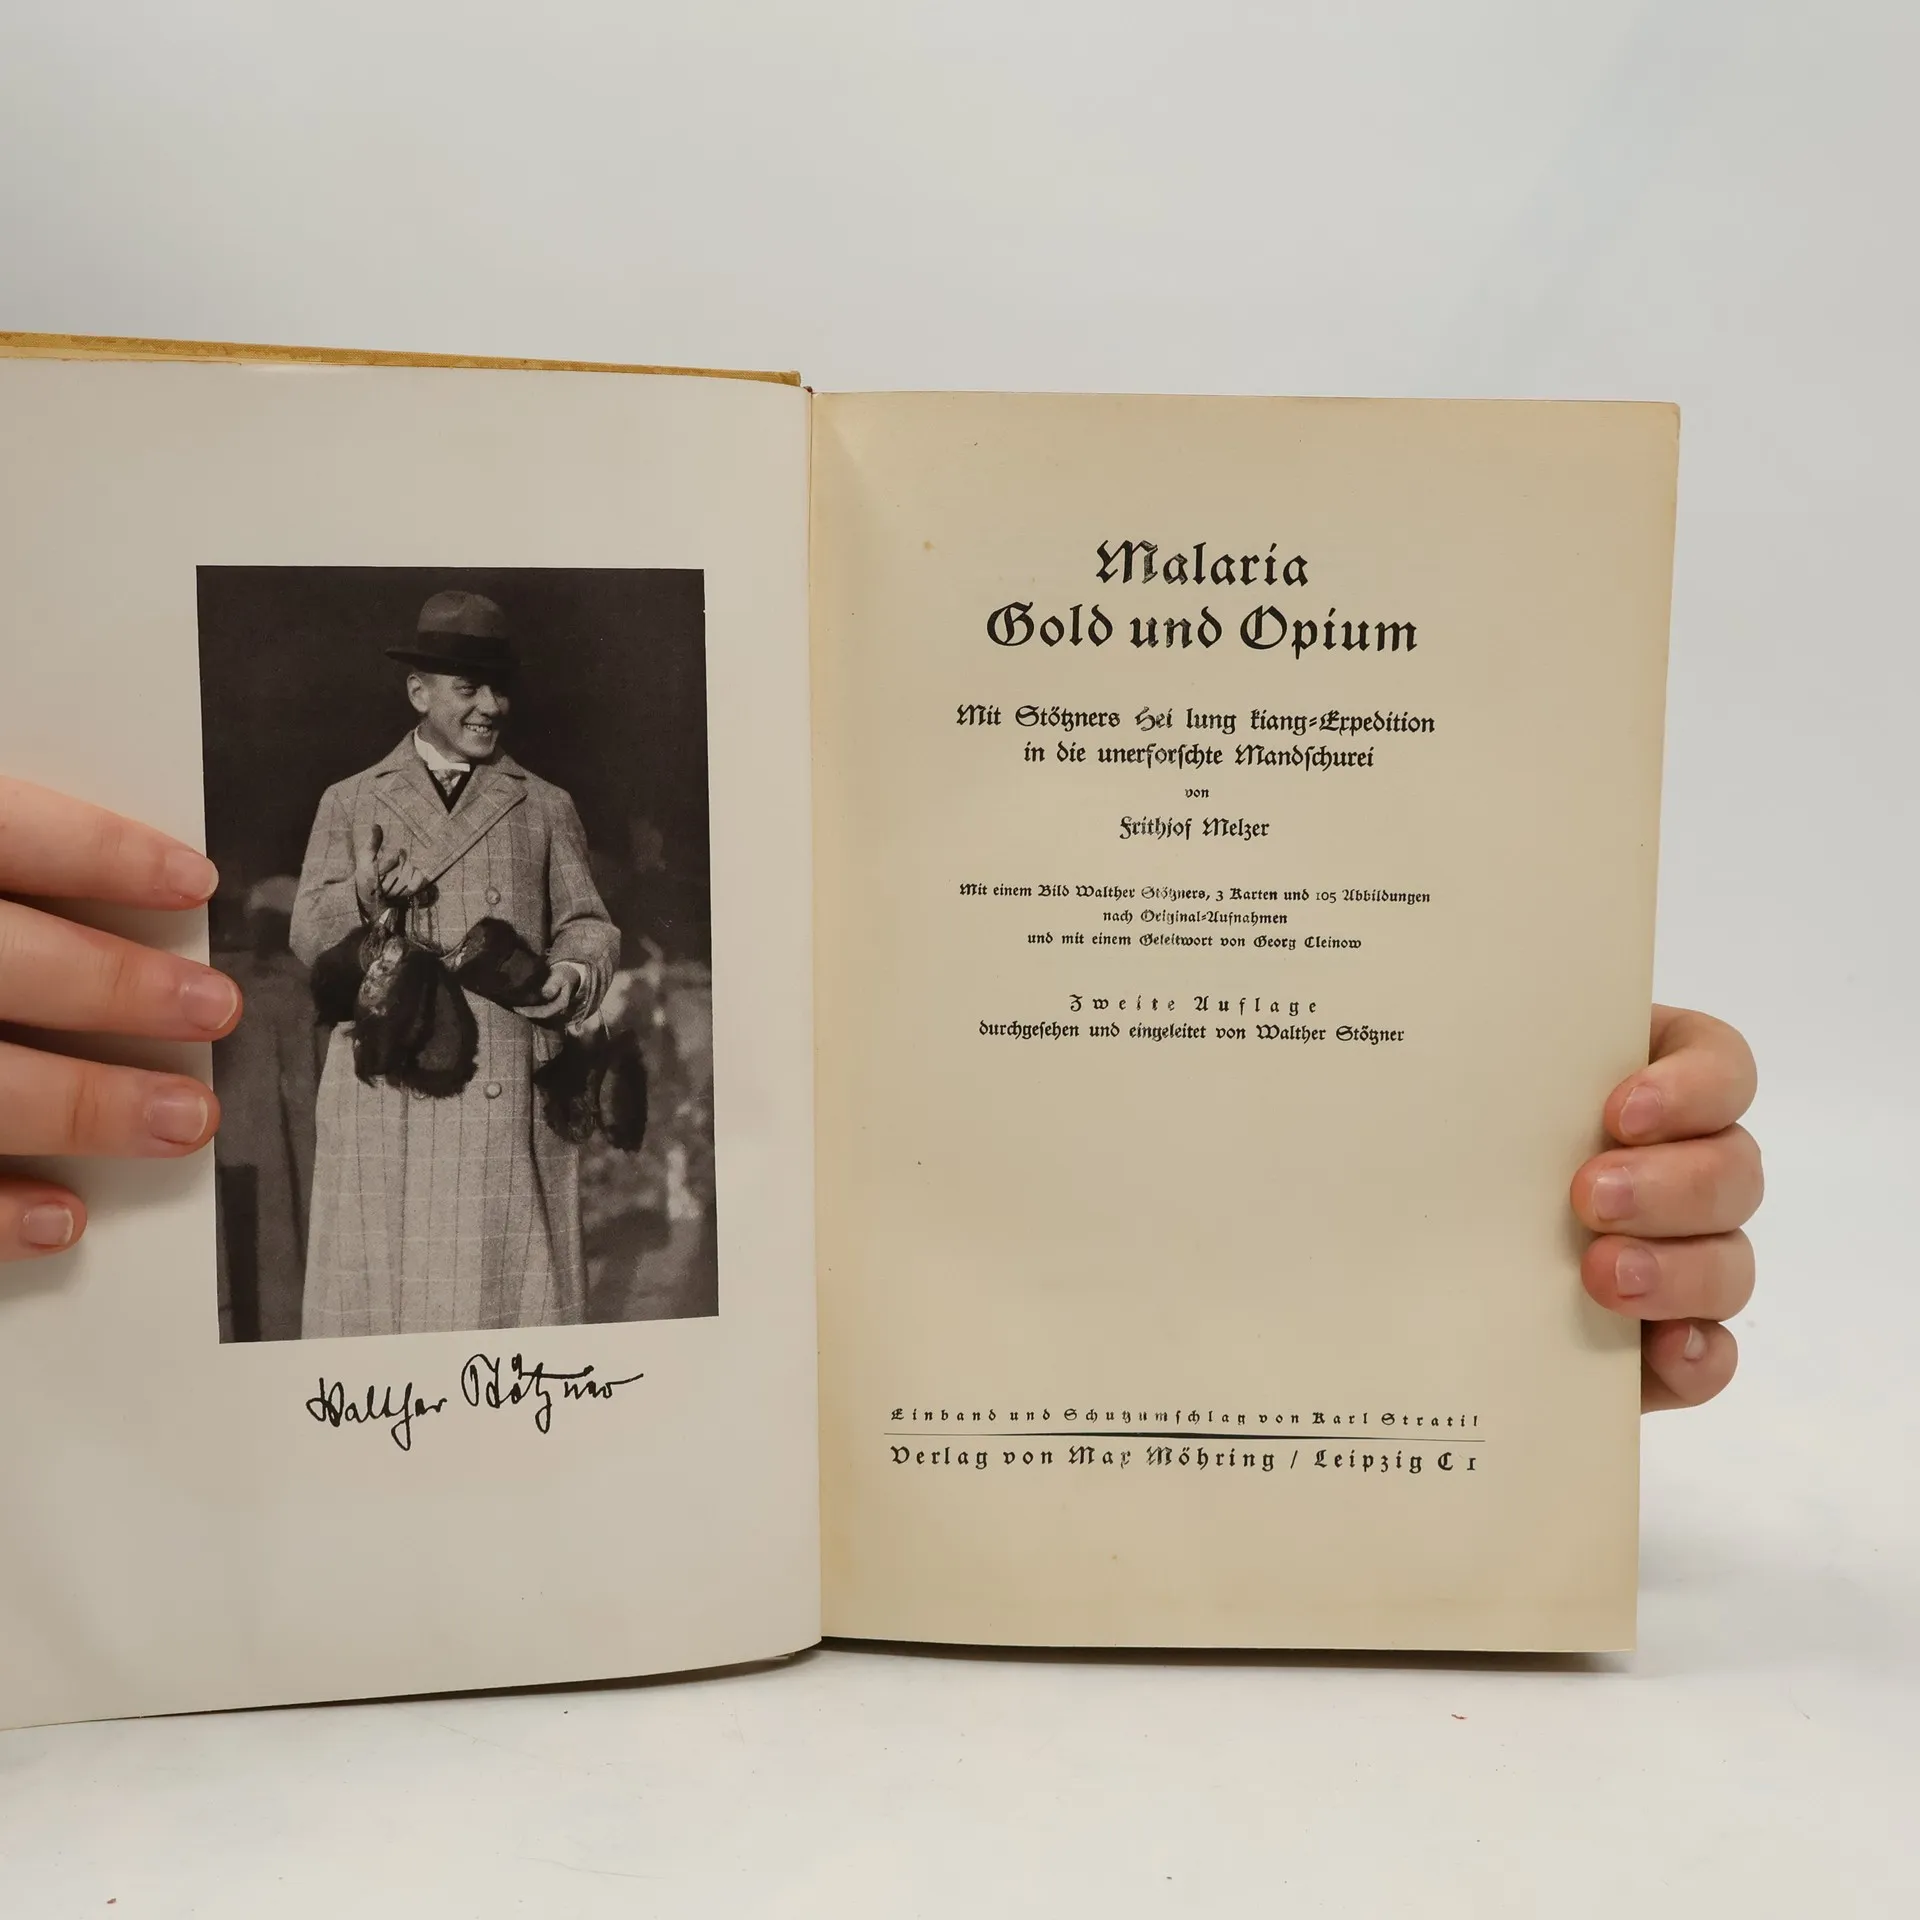 Walther Stötzner
Malaria
Gold und Opium
Mit Stötzners Hei lung kiang-Expedition
in die unerforschte Mandschurei
von
Frithjof Melzer
Mit einem Bild Walther Stötzners, 3 Karten und 105 Abbildungen
nach Original-Aufnahmen
und mit einem Geleitwort von Georg Cleinow
Zweite Auflage
durchgesehen und eingeleitet von Walther Stötzner
Einband und Schutzumschlag von Karl Stratil
Verlag von Max Möhring / Leipzig C 1